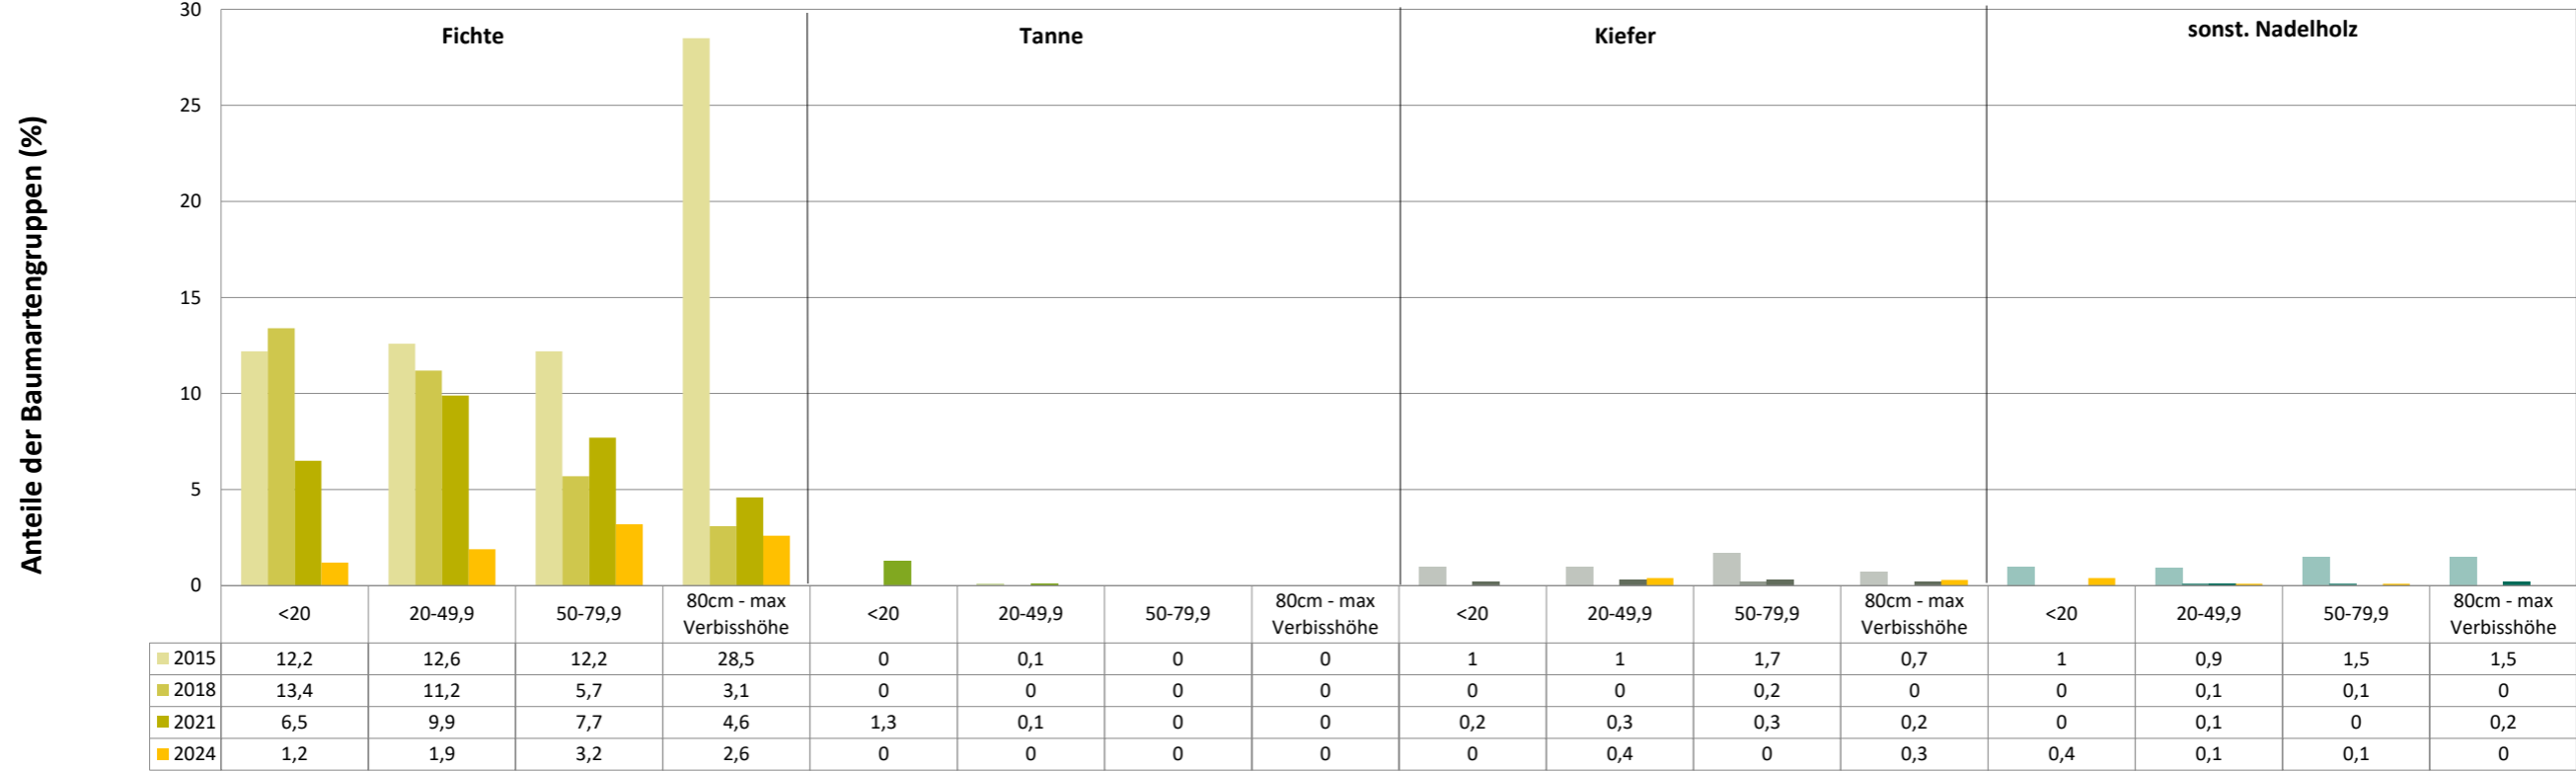 Anteile der Baumartengruppen (%)
30
25
20
15
10
5
0
Fichte
Tanne
Kiefer
sonst. Nadelholz
<20 20-49,9 50-79,9 80cm - max Verbisshöhe <20 20-49,9 50-79,9 80cm - max Verbisshöhe <20 20-49,9 50-79,9 80cm - max Verbisshöhe <20 20-49,9 50-79,9 80cm - max Verbisshöhe
2015 12,2 12,6 12,2 28,5 0 0,1 0 0 1 1 1,7 0,7 1 0,9 1,5 1,5
2018 13,4 11,2 5,7 3,1 0 0 0 0 0 0 0,2 0 0 0,1 0,1 0
2021 6,5 9,9 7,7 4,6 1,3 0,1 0 0 0,2 0,3 0,3 0,2 0 0,1 0 0,2
2024 1,2 1,9 3,2 2,6 0 0 0 0 0 0,4 0 0,3 0,4 0,1 0,1 0